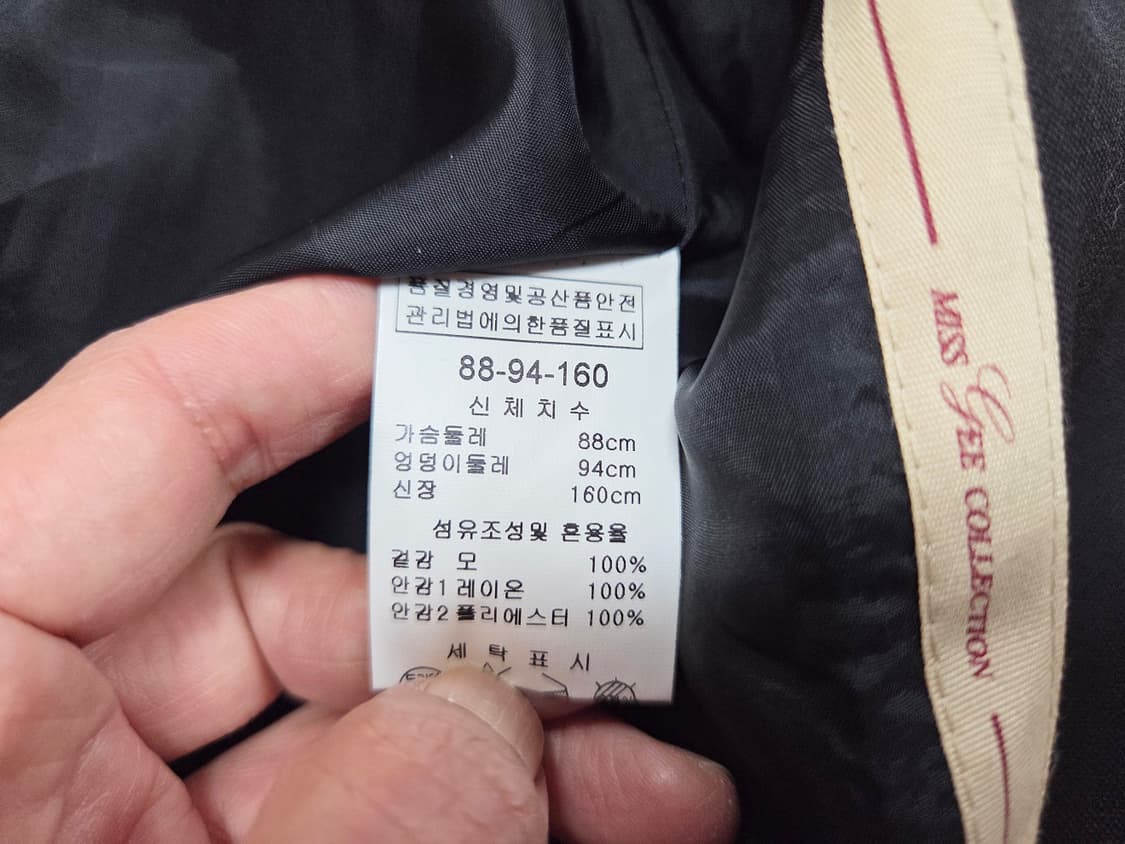 품질경영및공산품안전
관리법에의한품질표시
88-94-160
신체치수
가슴둘레 88cm
엉덩이둘레 94cm
신장 160cm
섬유조성및 혼용율
겉감 모 100%
안감1 레이온 100%
안감2 폴리에스터 100%
세탁표시
MISS GEE COLLECTION